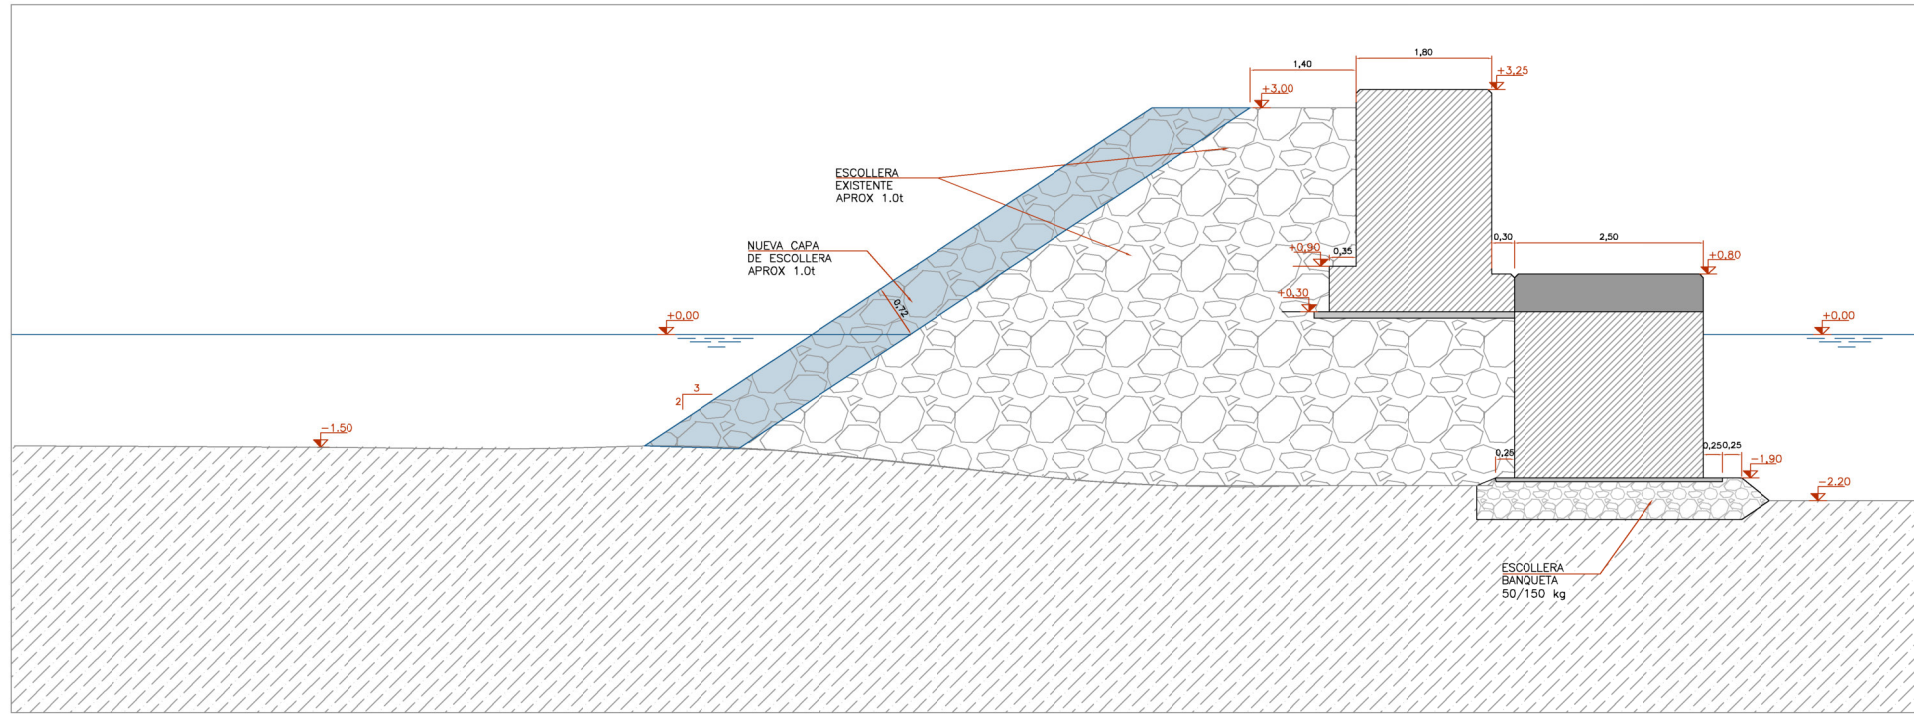 1,80
1,40
+3,25
+3.00
ESCOLLERA
EXISTENTE
APROX 1.0t
NUEVA CAPA
DE ESCOLLERA
APROX 1.0t
0,72
+0,90
0,35
0,30
2,50
+0,80
+0,30
+0,00
+0,00
3
2
-1.50
0,25
0,25
0,25
-1,90
-2.20
ESCOLLERA
BANQUETA
50/150 kg